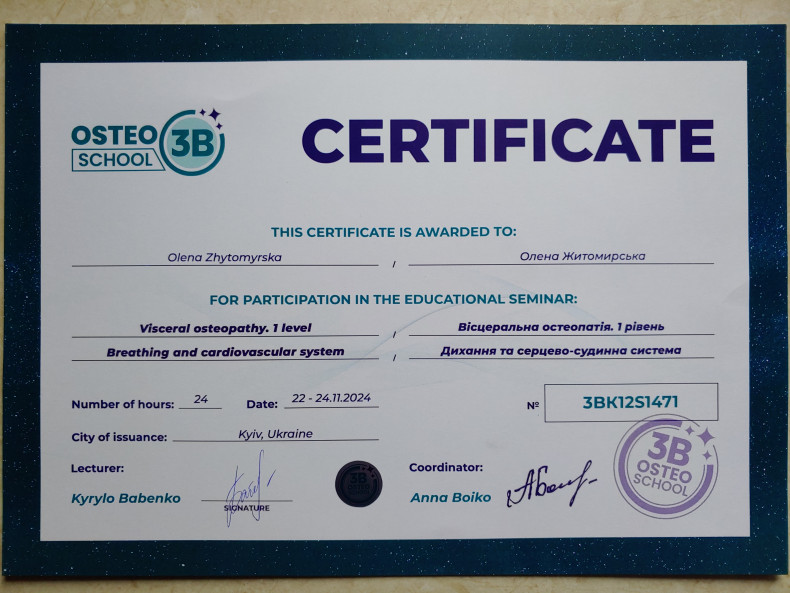 OSTEO
SCHOOL
3B
CERTIFICATE
THIS CERTIFICATE IS AWARDED TO:
Olena Zhytomyrska / Олена Житомирська
FOR PARTICIPATION IN THE EDUCATIONAL SEMINAR:
Visceral osteopathy. 1 level / Вісцеральна остеопатія. 1 рівень
Breathing and cardiovascular system / Дихання та серцево-судинна система
Number of hours: 24 Date: 22 - 24.11.2024
№ 3BK12S1471
City of issuance: Kyiv, Ukraine
Lecturer:
Kyrylo Babenko
SIGNATURE
3B
Coordinator:
Anna Boiko
3B
OSTEO
SCHOOL